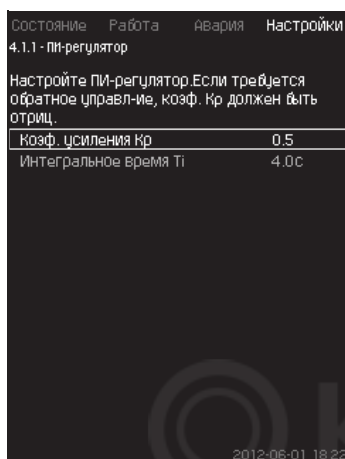 Состояние Работа Авария Настройки
4.1.1 - ПИ-регулятор
Настройте ПИ-регулятор.Если требуется
обратное управл-ие, коэф. Кр должен быть
отриц.
Коэф. усиления Кр 0.5
Интегральное время Ti 4.0с
2012-06-01 18:22